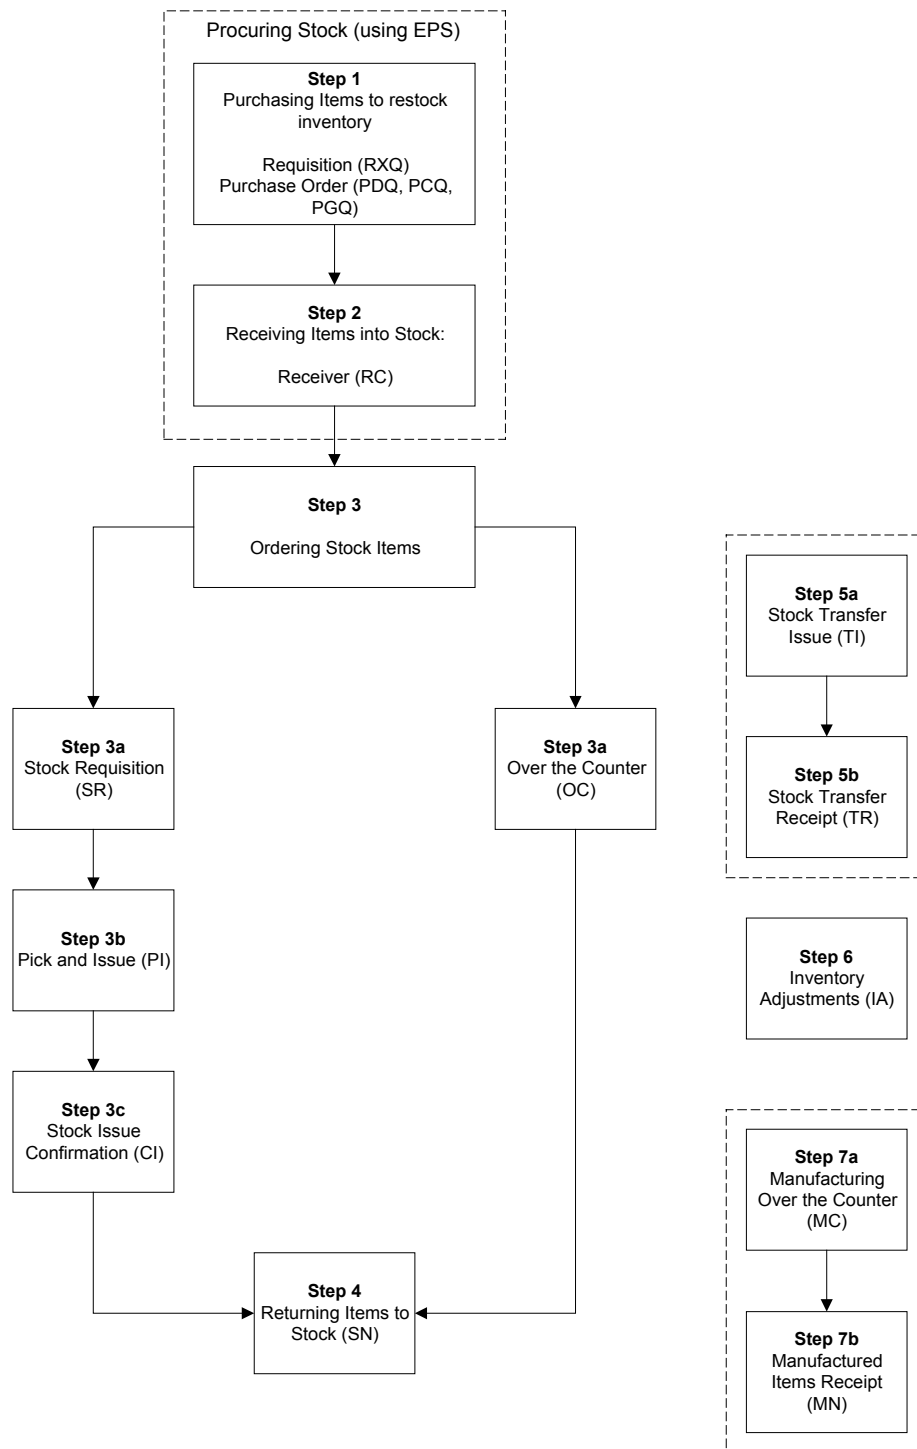 Procuring Stock (using EPS)
Step 1
Purchasing Items to restock
inventory
Requisition (RXQ)
Purchase Order (PDQ, PCQ,
PGQ)
Step 2
Receiving Items into Stock:
Receiver (RC)
Step 3
Ordering Stock Items
Step 3a
Stock Requisition
(SR)
Step 3b
Pick and Issue (PI)
Step 3c
Stock Issue
Confirmation (CI)
Step 3a
Over the Counter
(OC)
Step 4
Returning Items to
Stock (SN)
Step 5a
Stock Transfer
Issue (TI)
Step 5b
Stock Transfer
Receipt (TR)
Step 6
Inventory
Adjustments (IA)
Step 7a
Manufacturing
Over the Counter
(MC)
Step 7b
Manufactured
Items Receipt
(MN)